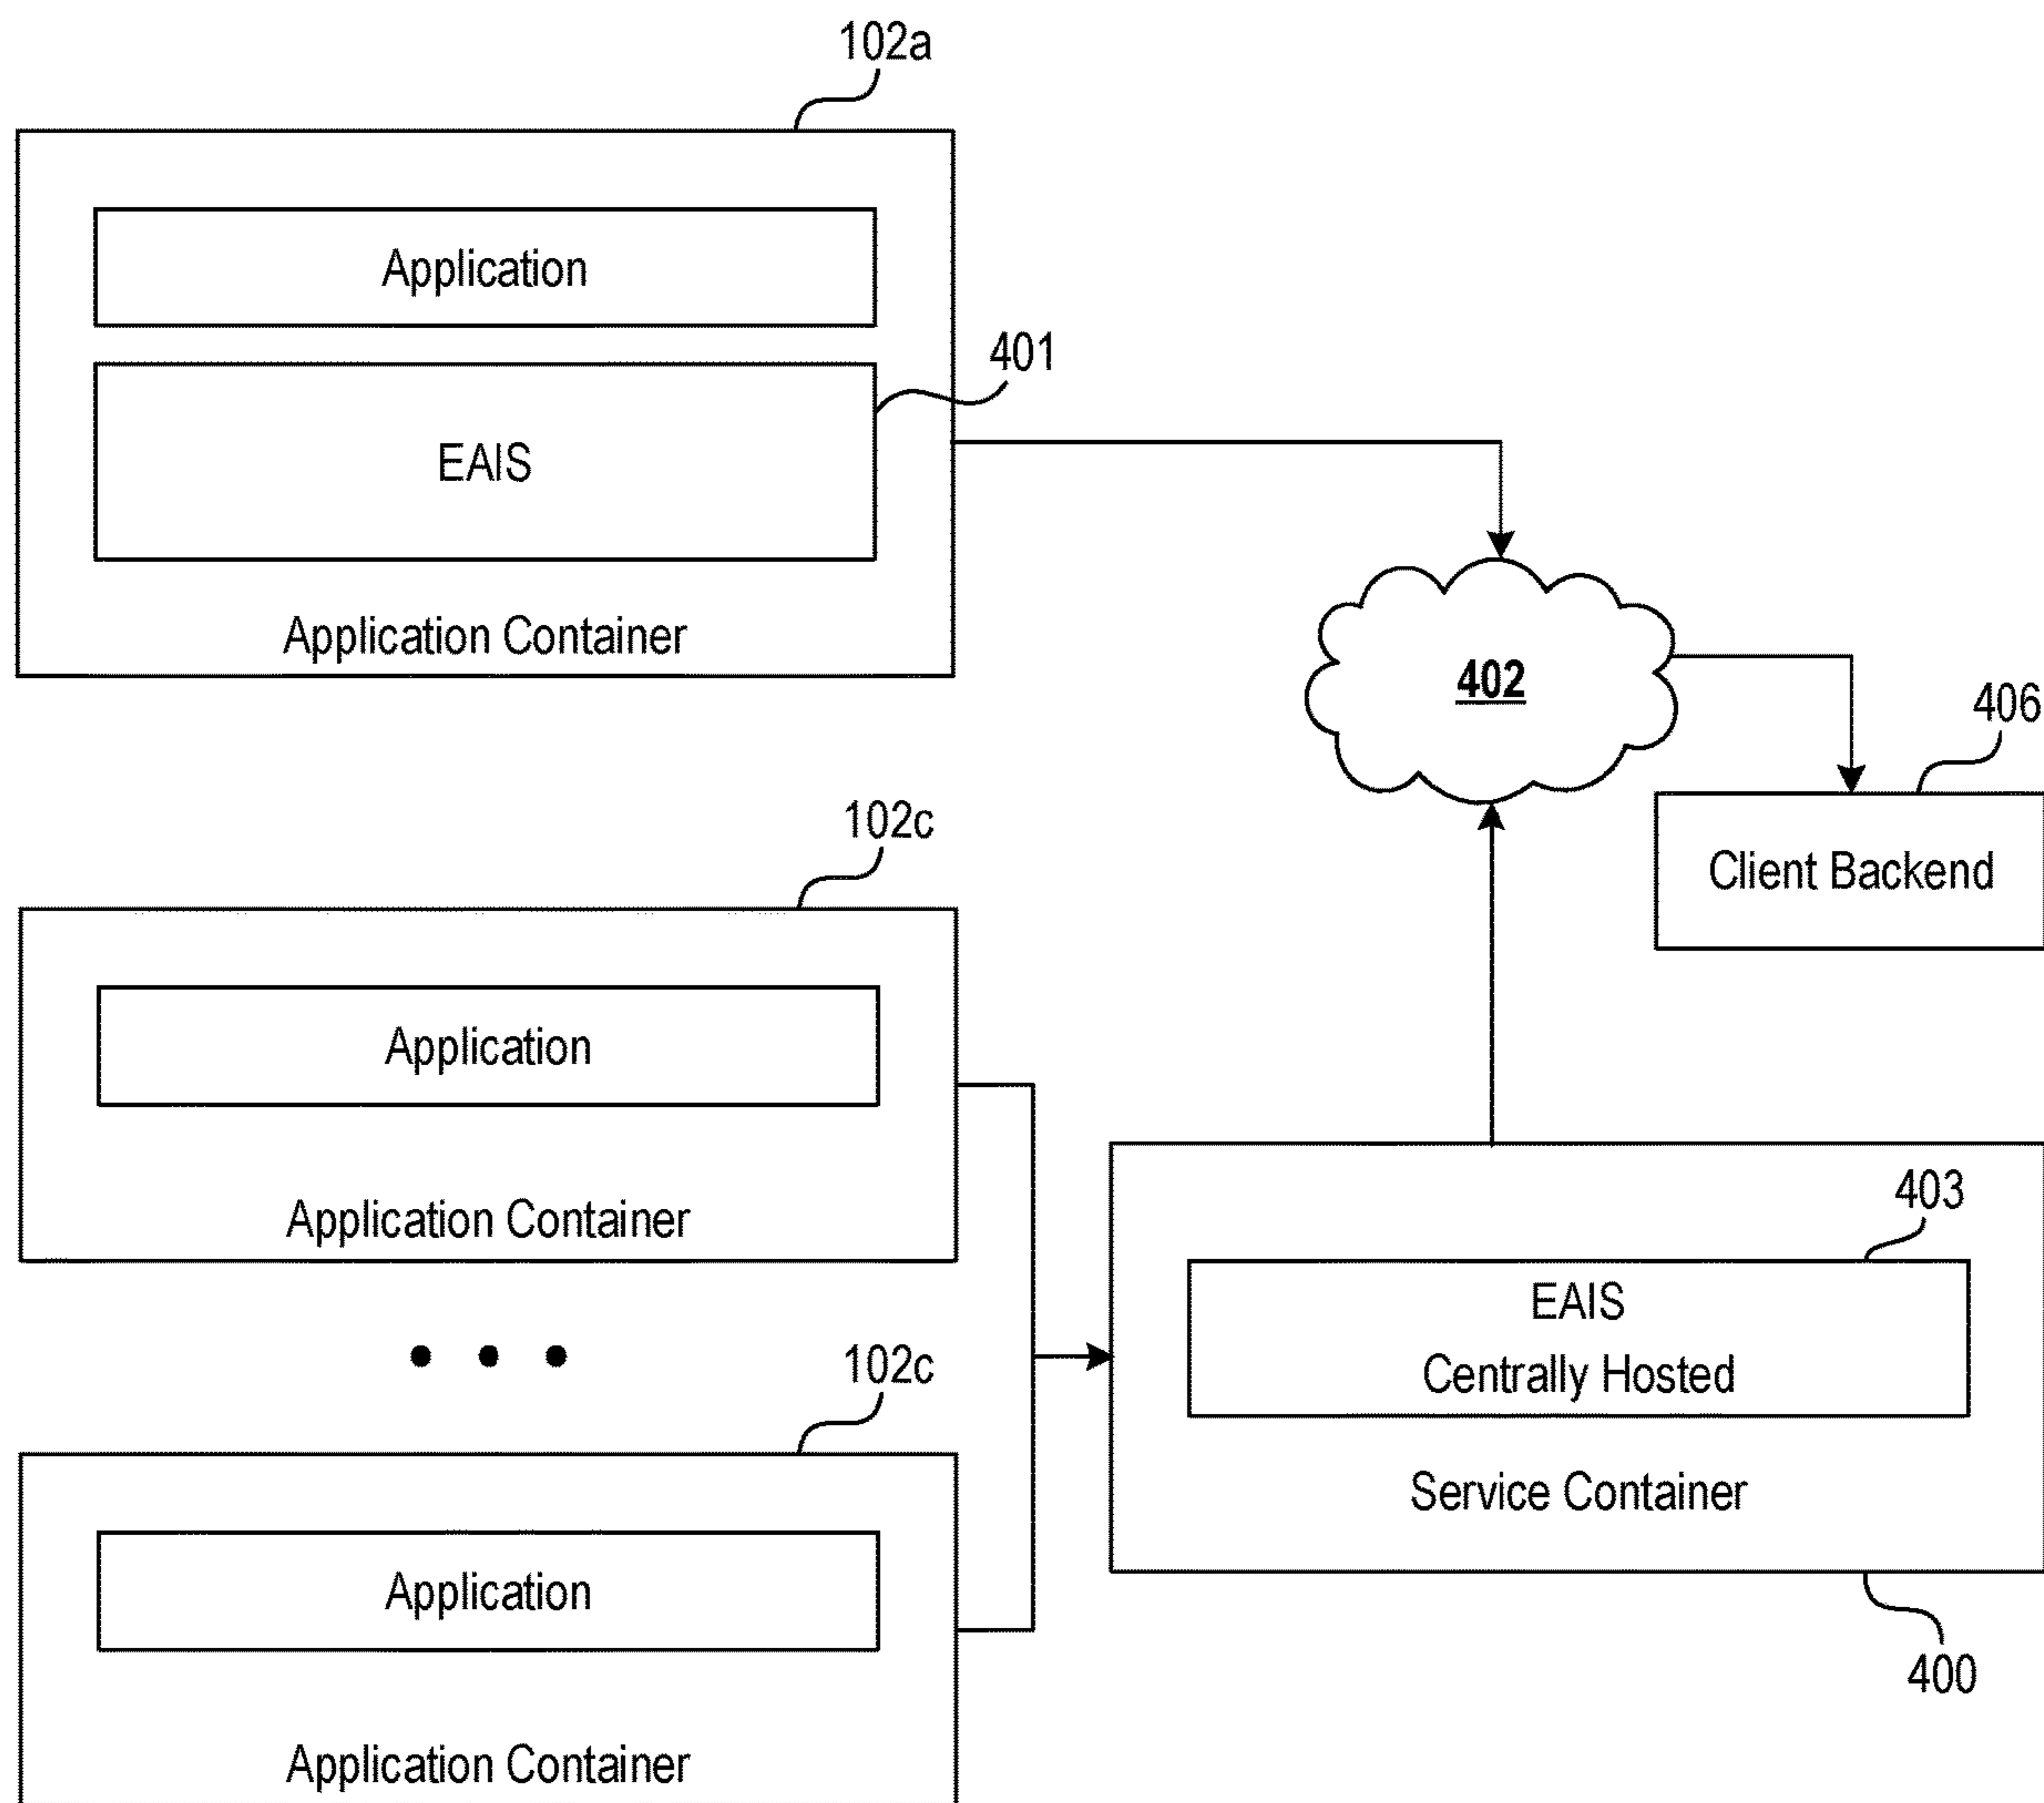 102a
Application
401
EAIS
Application Container
402
406
Client Backend
102c
Application
Application Container
403
EAIS
Centrally Hosted
Service Container
400
102c
Application
Application Container